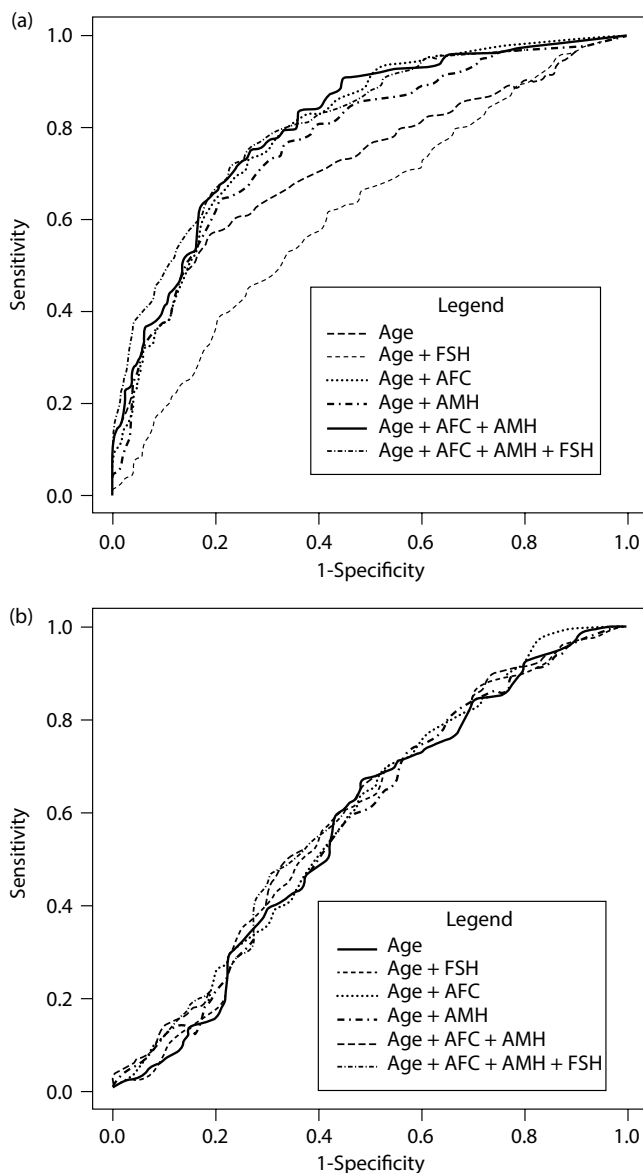 (a)
1.0
0.8
0.6
0.4
0.2
0.0
Sensitivity
Legend
Age
Age + FSH
Age + AFC
Age + AMH
Age + AFC + AMH
Age + AFC + AMH + FSH
0.0 0.2 0.4 0.6 0.8 1.0
1-Specificity
(b)
1.0
0.8
0.6
0.4
0.2
0.0
Sensitivity
Legend
Age
Age + FSH
Age + AFC
Age + AMH
Age + AFC + AMH
Age + AFC + AMH + FSH
0.0 0.2 0.4 0.6 0.8 1.0
1-Specificity